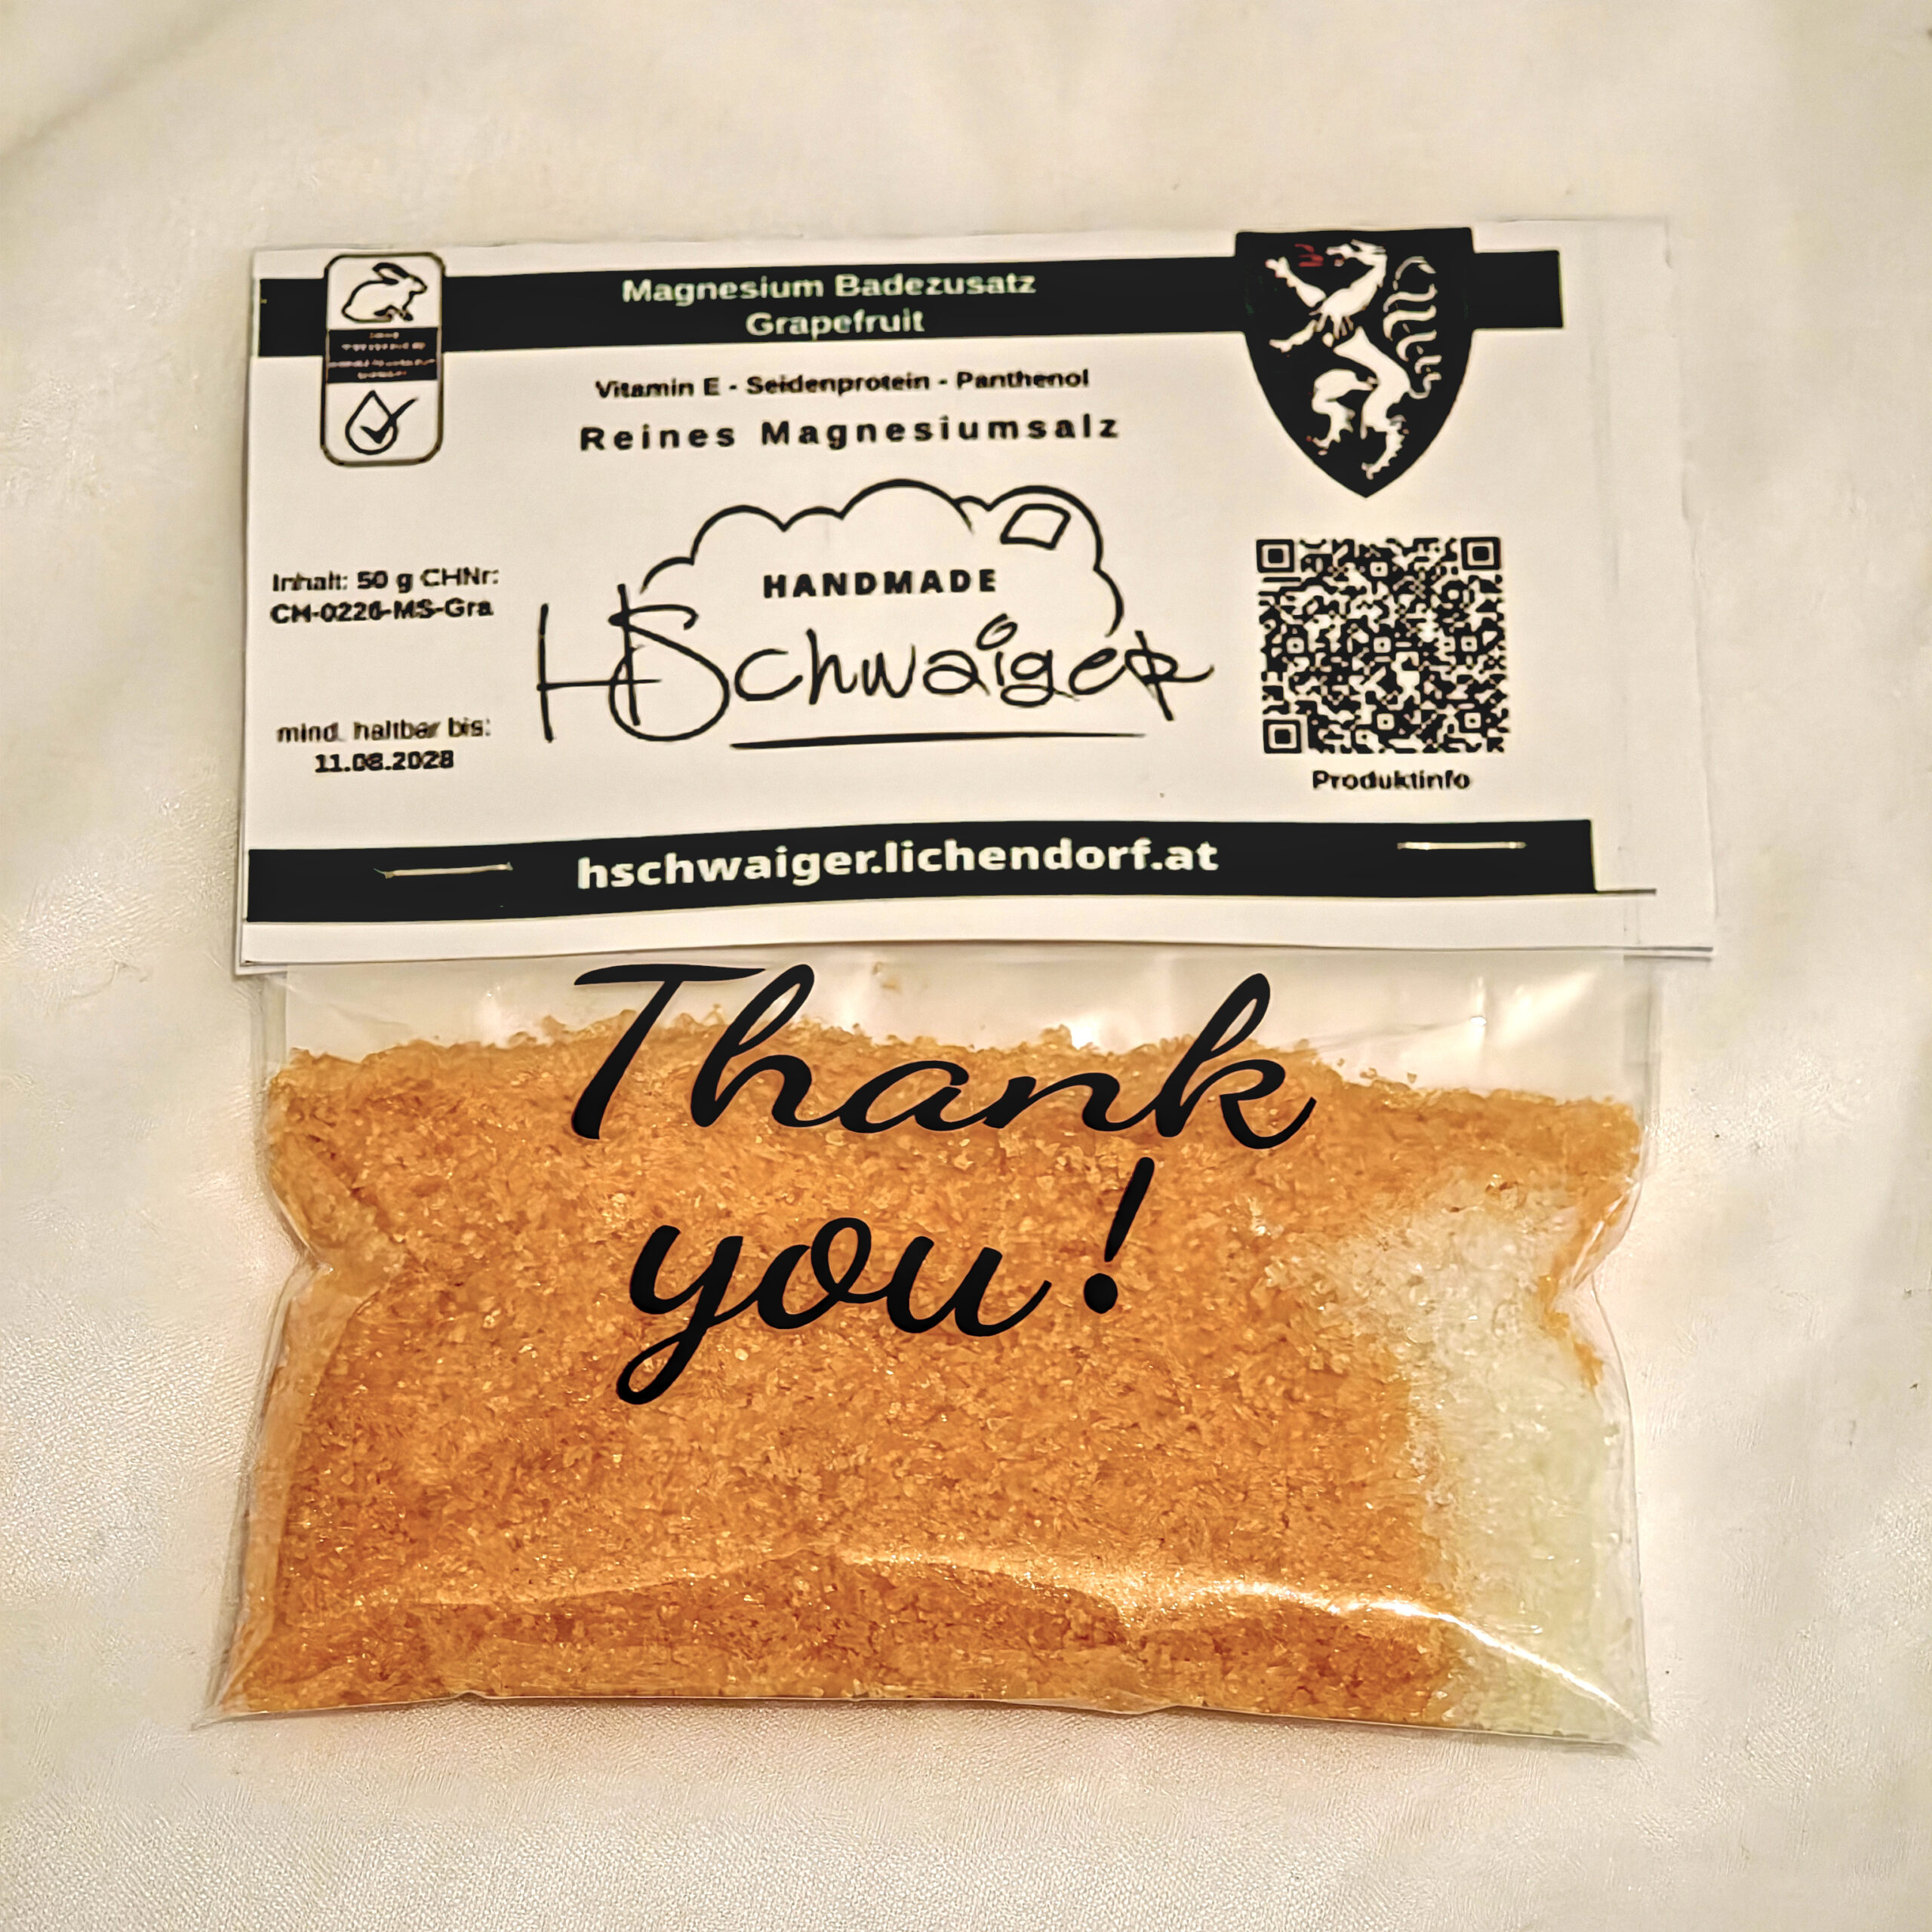 Magnesium Badezusatz
Grapefruit
Vitamin E - Seidenprotein - Panthenol
Reines Magnesiumsalz
HANDMADE
HSchwaiger
Inhalt: 50 g CHNr:
CH-0226-MS-Gra
mind. haltbar bis:
11.08.2028
Produktinfo
hschwaiger.lichendorf.at
Thank
you!